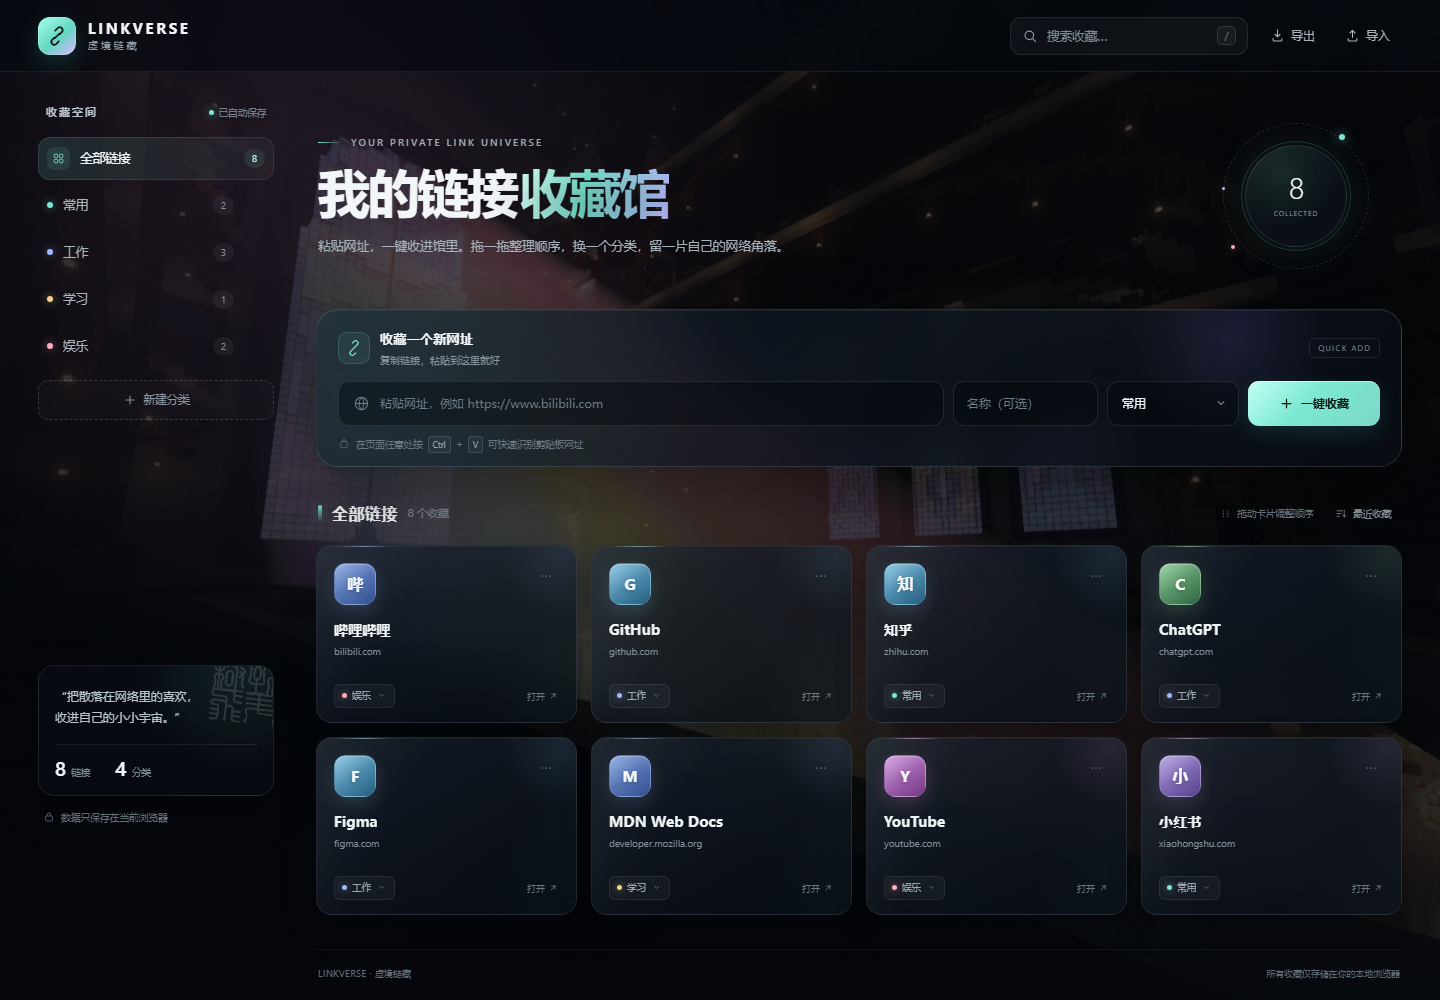 LINKVERSE
虚境链藏
搜索收藏...
/
导出
导入
收藏空间
已自动保存
全部链接
8
常用
2
工作
3
学习
1
娱乐
2
新建分类
YOUR PRIVATE LINK UNIVERSE
我的链接收藏馆
粘贴网址，一键收进馆里。拖一拖整理顺序，换一个分类，留一片自己的网络角落。
8
COLLECTED
收藏一个新网址
复制链接，粘贴到这里就好
QUICK ADD
粘贴网址，例如 https://www.bilibili.com
名称（可选）
常用
一键收藏
在页面任意处按 Ctrl + V 可快速识别剪贴板网址
全部链接 8 个收藏
拖动卡片调整顺序
最近收藏
哔
哔哩哔哩
bilibili.com
娱乐
打开
G
GitHub
github.com
工作
打开
知
知乎
zhihu.com
常用
打开
C
ChatGPT
chatgpt.com
工作
打开
F
Figma
figma.com
工作
打开
M
MDN Web Docs
developer.mozilla.org
学习
打开
Y
YouTube
youtube.com
娱乐
打开
小
小红书
xiaohongshu.com
常用
打开
“把散落在网络里的喜欢，
收进自己的小小宇宙。”
8 链接
4 分类
数据只保存在当前浏览器
LINKVERSE · 虚境链藏
所有收藏仅存储在你的本地浏览器